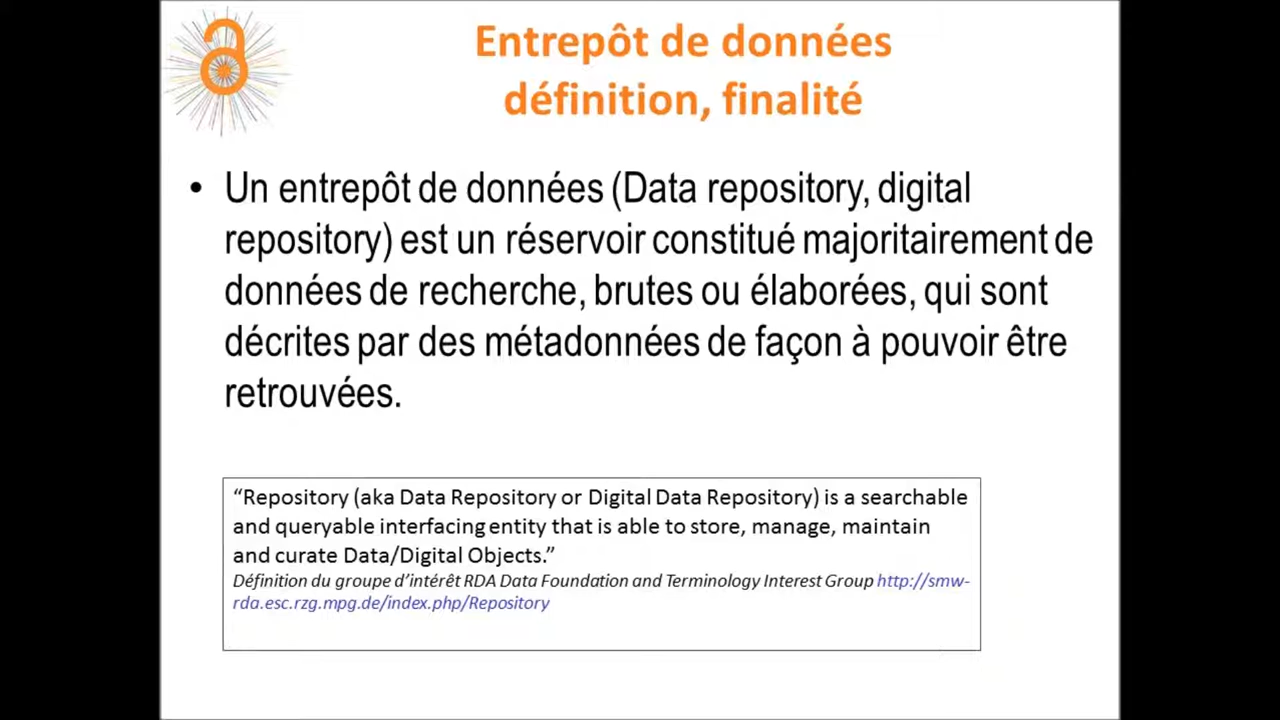 Entrepôt de données
définition, finalité
• Un entrepôt de données (Data repository, digital
repository) est un réservoir constitué majoritairement de
données de recherche, brutes ou élaborées, qui sont
décrites par des métadonnées de façon à pouvoir être
retrouvées.
“Repository (aka Data Repository or Digital Data Repository) is a searchable
and queryable interfacing entity that is able to store, manage, maintain
and curate Data/Digital Objects.”
Définition du groupe d’intérêt RDA Data Foundation and Terminology Interest Group http://smw-
rda.esc.rzg.mpg.de/index.php/Repository